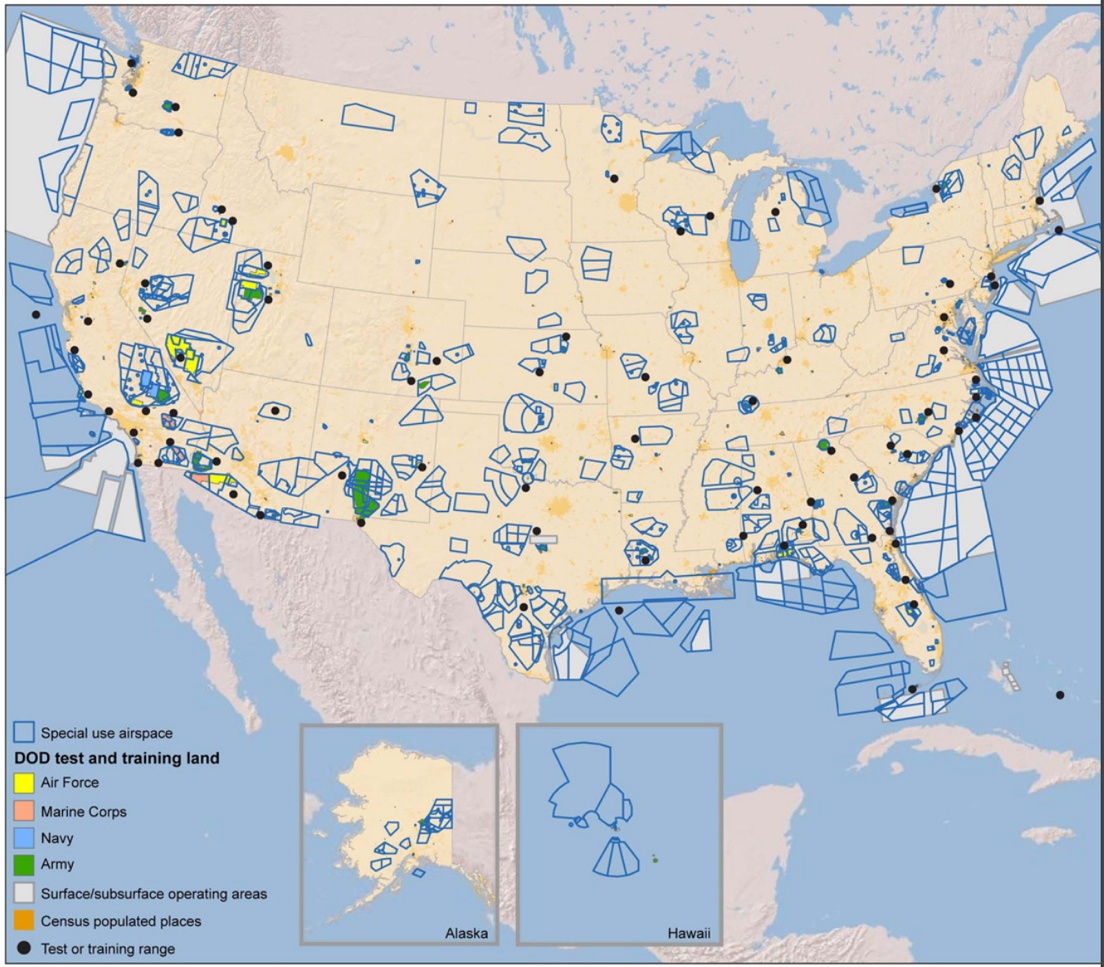 Special use airspace
DOD test and training land
Air Force
Marine Corps
Navy
Army
Surface/subsurface operating areas
Census populated places
Test or training range
Alaska
Hawaii